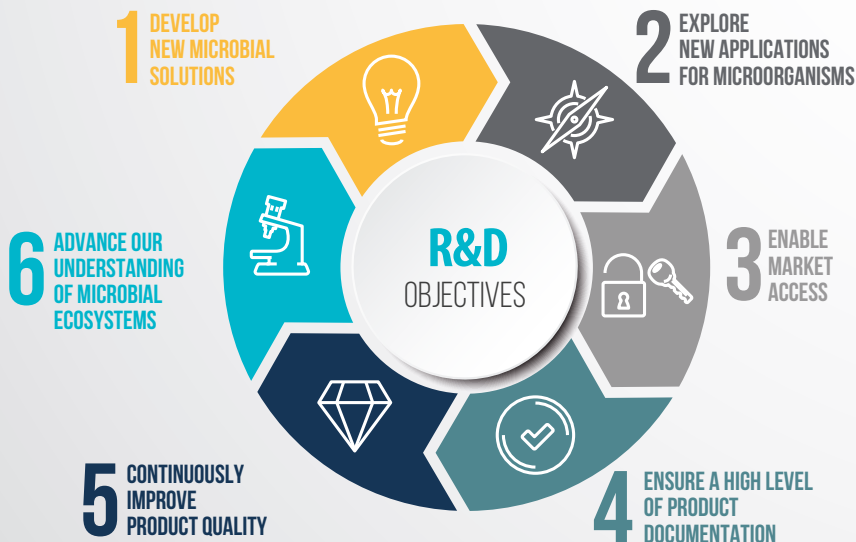 1 DEVELOP
NEW MICROBIAL
SOLUTIONS
2 EXPLORE
NEW APPLICATIONS
FOR MICROORGANISMS
R&D
OBJECTIVES
3 ENABLE
MARKET
ACCESS
4 ENSURE A HIGH LEVEL
OF PRODUCT
DOCUMENTATION
5 CONTINUOUSLY
IMPROVE
PRODUCT QUALITY
6 ADVANCE OUR
UNDERSTANDING
OF MICROBIAL
ECOSYSTEMS